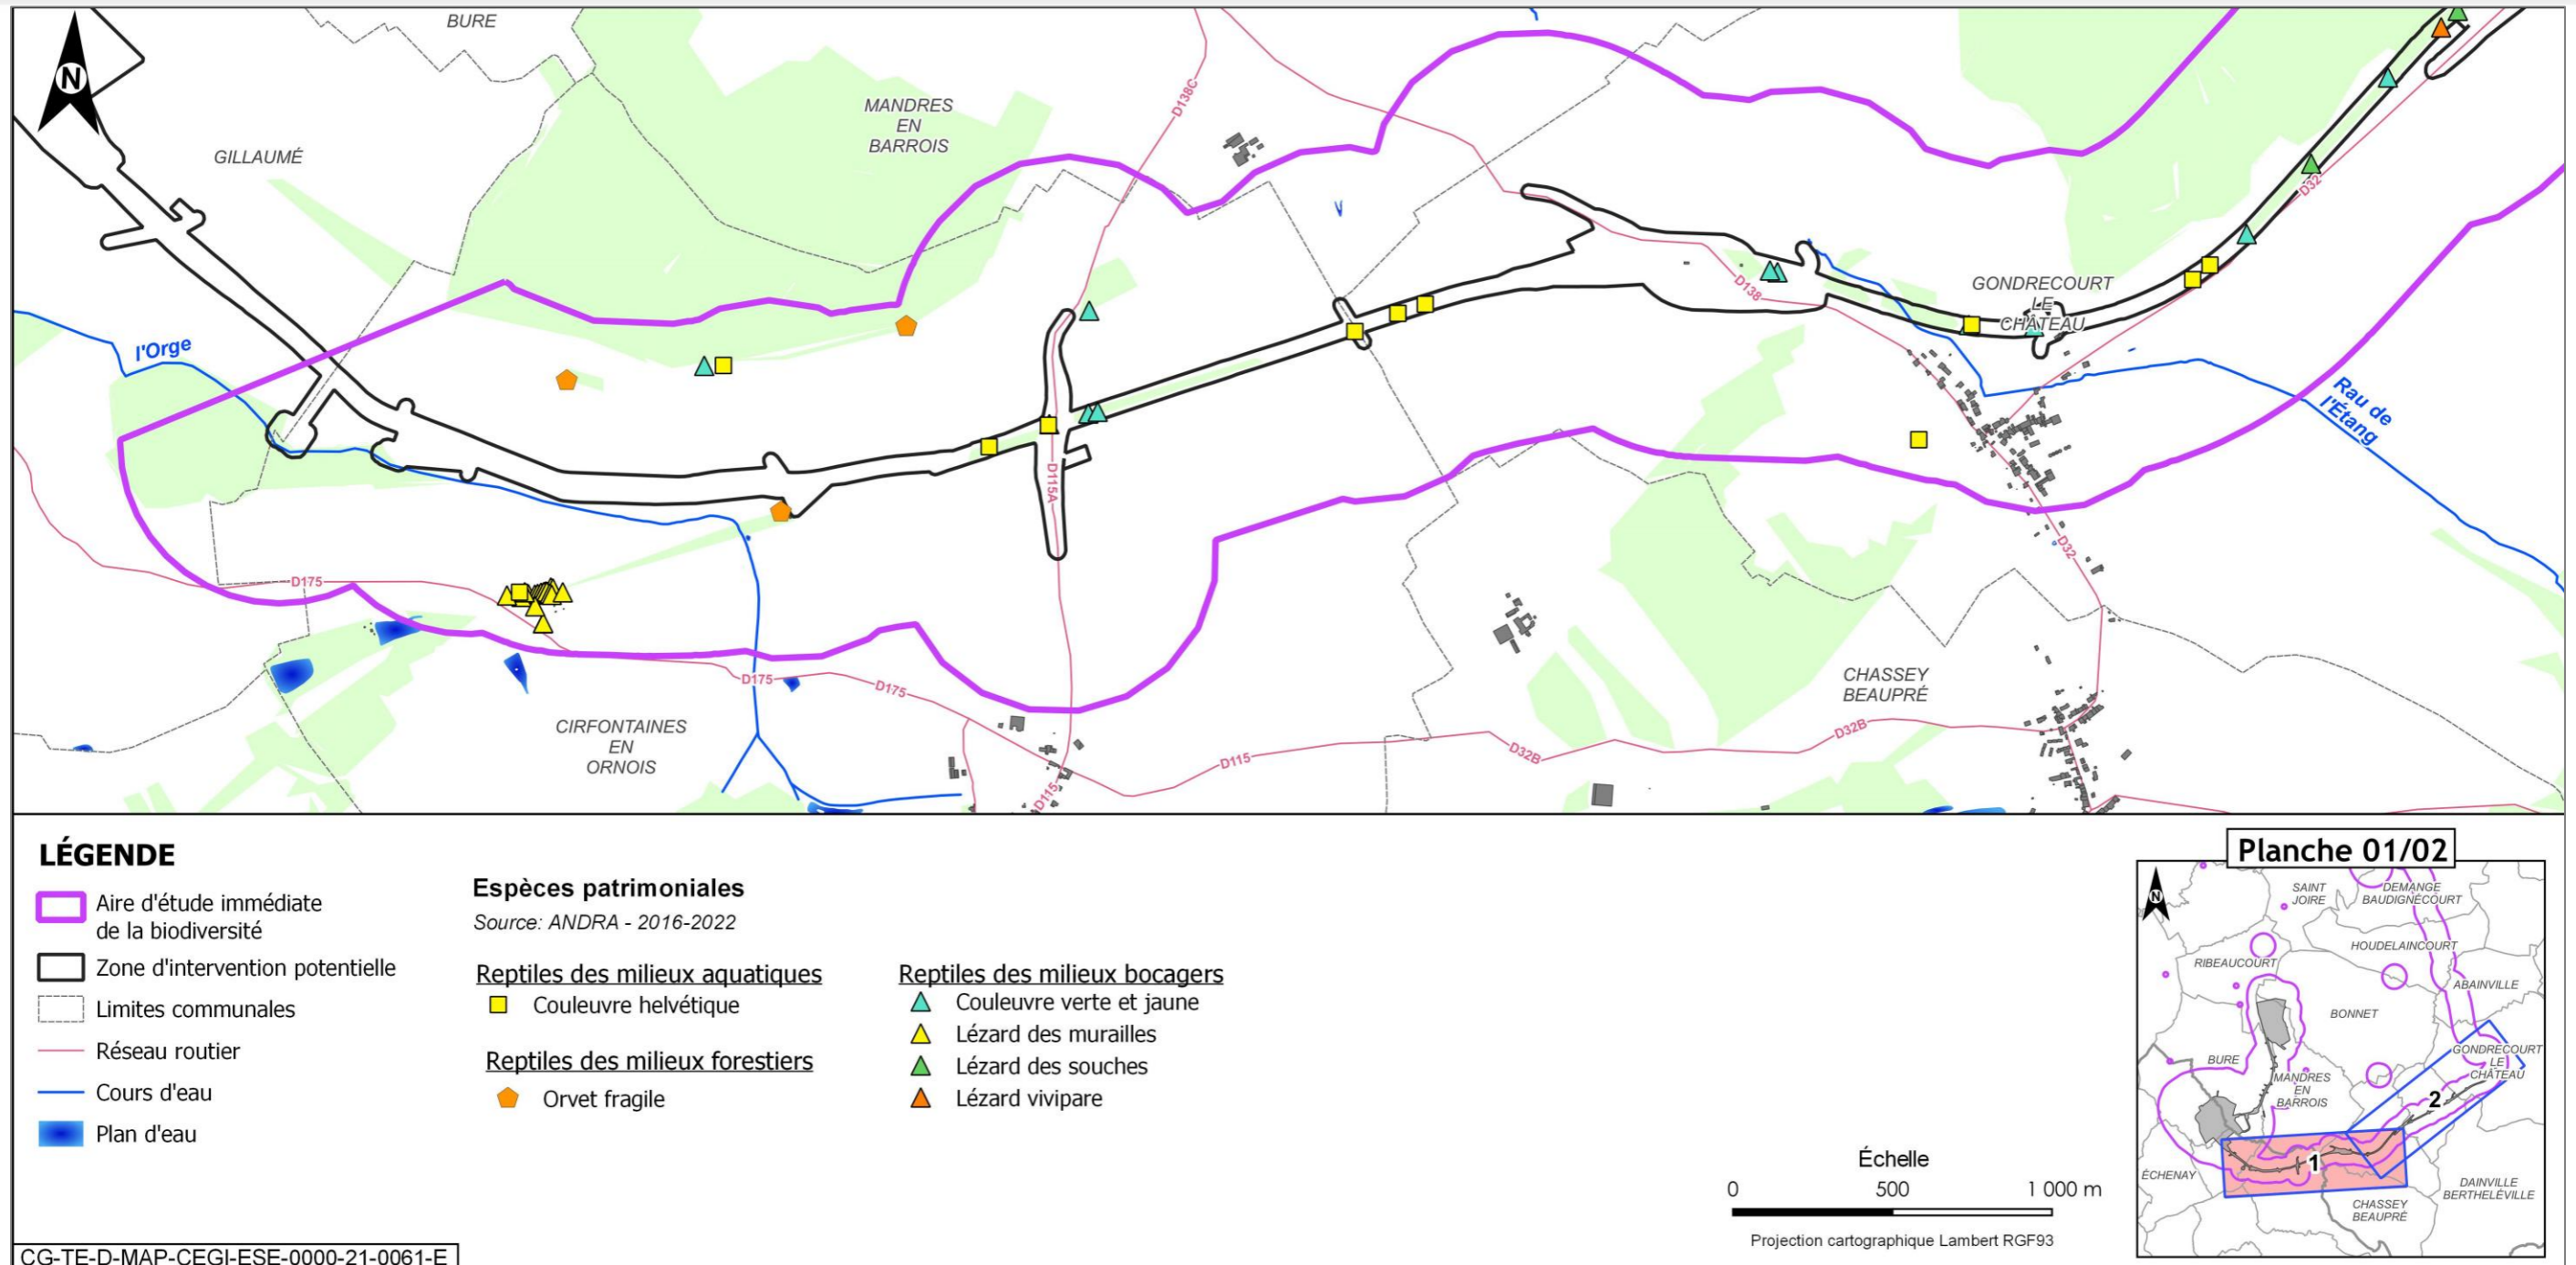 N
BURE
MANDRES
EN
BARROIS
GILLAUMÉ
D138C
D32
GONDRECOURT
LE
CHÂTEAU
D138
l'Orge
Rau de
l'Étang
D115A
D175
D32
CHASSEY
BEAUPRÉ
D175
D175
CIRFONTAINES
EN
ORNOIS
D115
D115
D32B
D32B
LÉGENDE
Aire d'étude immédiate
de la biodiversité
Zone d'intervention potentielle
Limites communales
Réseau routier
Cours d'eau
Plan d'eau
Espèces patrimoniales
Source: ANDRA - 2016-2022
Reptiles des milieux aquatiques
Couleuvre helvétique
Reptiles des milieux forestiers
Orvet fragile
Reptiles des milieux bocagers
Couleuvre verte et jaune
Lézard des murailles
Lézard des souches
Lézard vivipare
Échelle
0 500 1 000 m
Projection cartographique Lambert RGF93
Planche 01/02
N
SAINT
JOIRE
DEMANGE
BAUDIGNÉCOURT
HOUDELAINCOURT
RIBEAUCOURT
ABAINVILLE
BONNET
BURE
GONDRECOURT
LE
CHÂTEAU
MANDRES
EN
BARROIS
2
1
ÉCHENAY
DAINVILLE
BERTHELÉVILLE
CHASSEY
BEAUPRÉ
CG-TE-D-MAP-CEGI-ESE-0000-21-0061-E